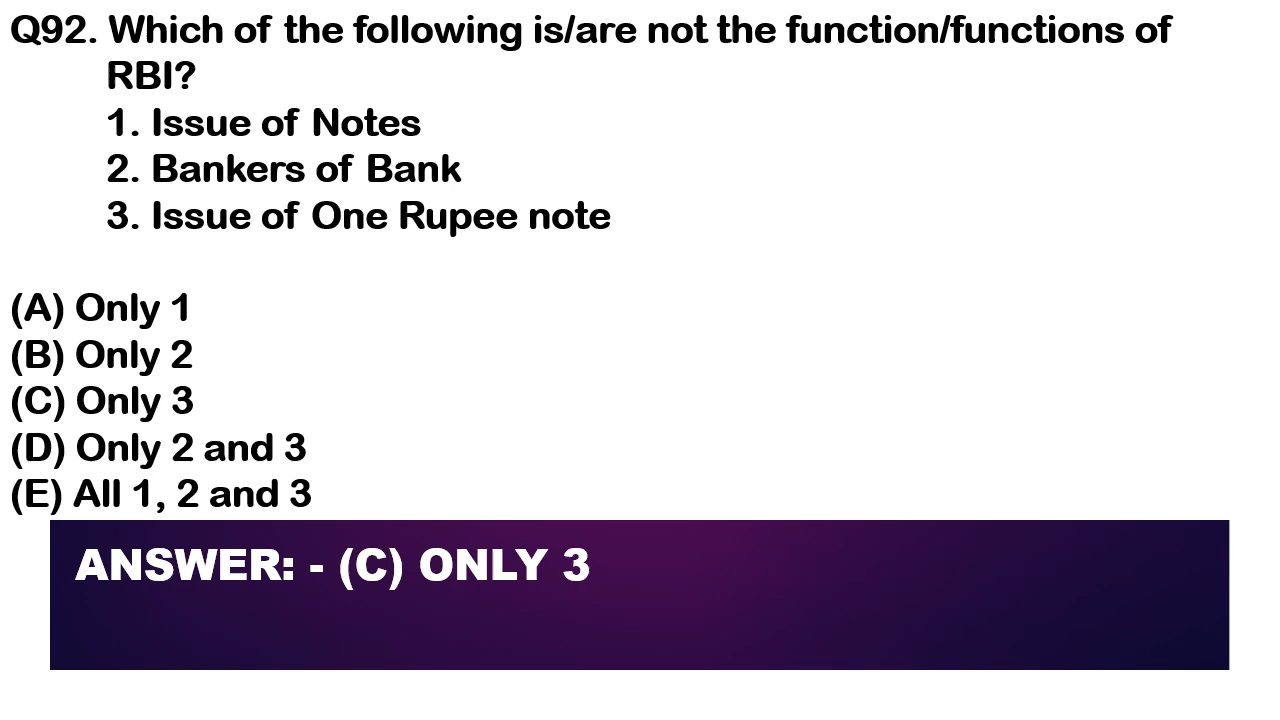 Q92. Which of the following is/are not the function/functions of
RBI?
1. Issue of Notes
2. Bankers of Bank
3. Issue of One Rupee note
(A) Only 1
(B) Only 2
(C) Only 3
(D) Only 2 and 3
(E) All 1, 2 and 3
ANSWER: - (C) ONLY 3